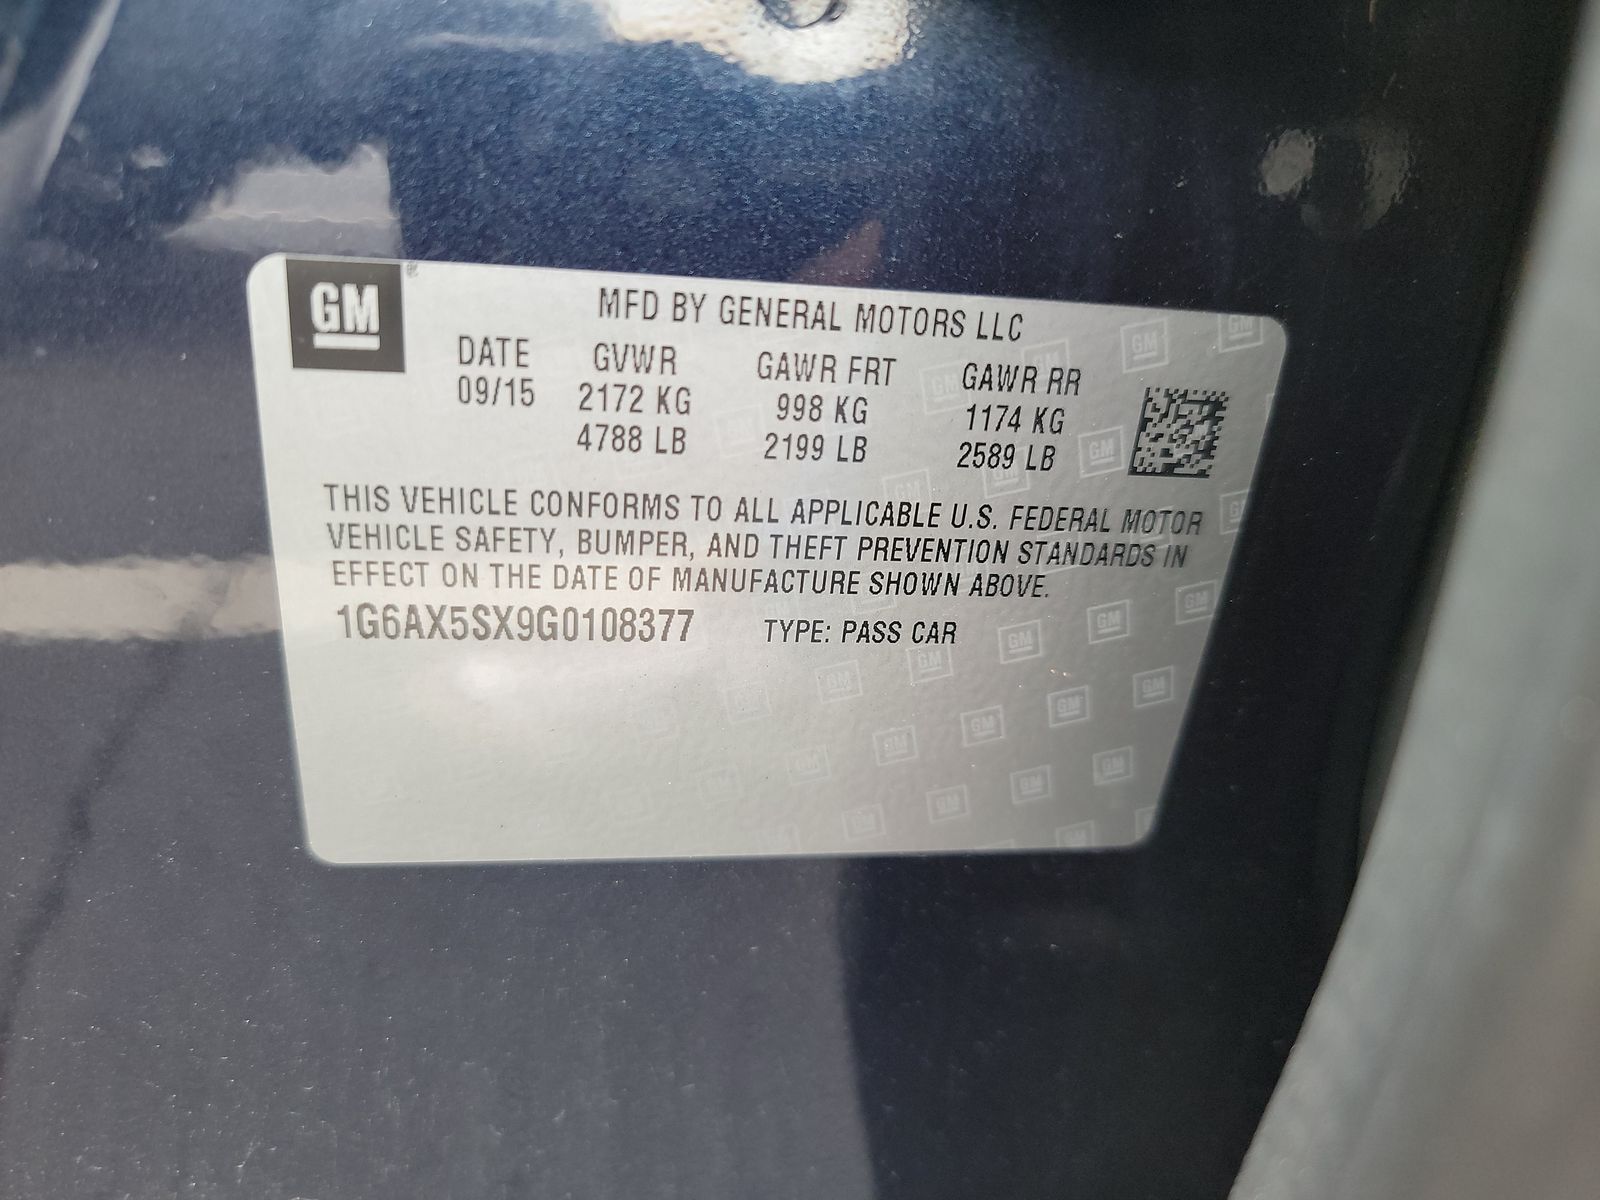 GM
MFD BY GENERAL MOTORS LLC
DATE GVWR GAWR FRT GAWR RR
09/15 2172 KG 998 KG 1174 KG
4788 LB 2199 LB 2589 LB
THIS VEHICLE CONFORMS TO ALL APPLICABLE U.S. FEDERAL MOTOR
VEHICLE SAFETY, BUMPER, AND THEFT PREVENTION STANDARDS IN
EFFECT ON THE DATE OF MANUFACTURE SHOWN ABOVE.
1G6AX5SX9G0108377 TYPE: PASS CAR